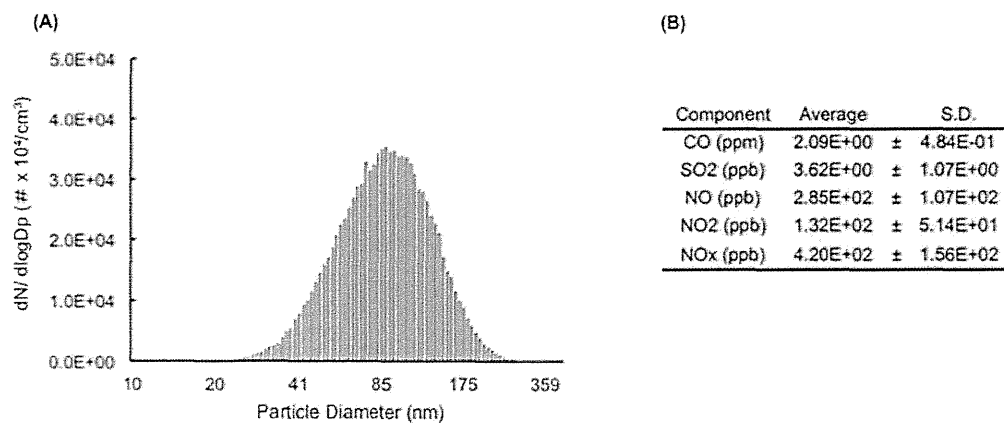 (A)
5.0E+04
4.0E+04
3.0E+04
2.0E+04
1.0E+04
0.0E+00
dN/ dlogDp (# x 10⁴/cm³)
10 20 41 85 175 359
Particle Diameter (nm)
(B)
Component Average S.D.
CO (ppm) 2.09E+00 ± 4.84E-01
SO2 (ppb) 3.62E+00 ± 1.07E+00
NO (ppb) 2.85E+02 ± 1.07E+02
NO2 (ppb) 1.32E+02 ± 5.14E+01
NOx (ppb) 4.20E+02 ± 1.56E+02